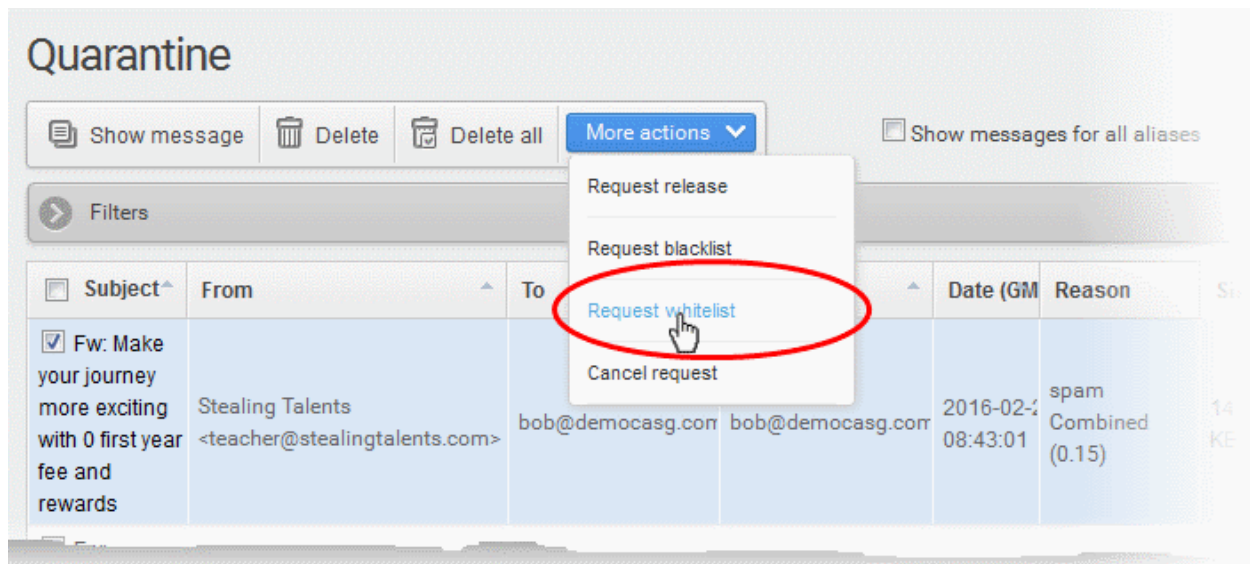 Quarantine
Show message Delete Delete all More actions Show messages for all aliases
Request release
Filters
Request blacklist
Subject From To Date (GM Reason
Request whitelist
Cancel request
Fw: Make
your journey
more exciting
with 0 first year
fee and
rewards
Stealing Talents
<teacher@stealingtalents.com>
bob@democasg.com bob@democasg.com
2016-02-
08:43:01
spam
Combined
(0.15)
14
KB